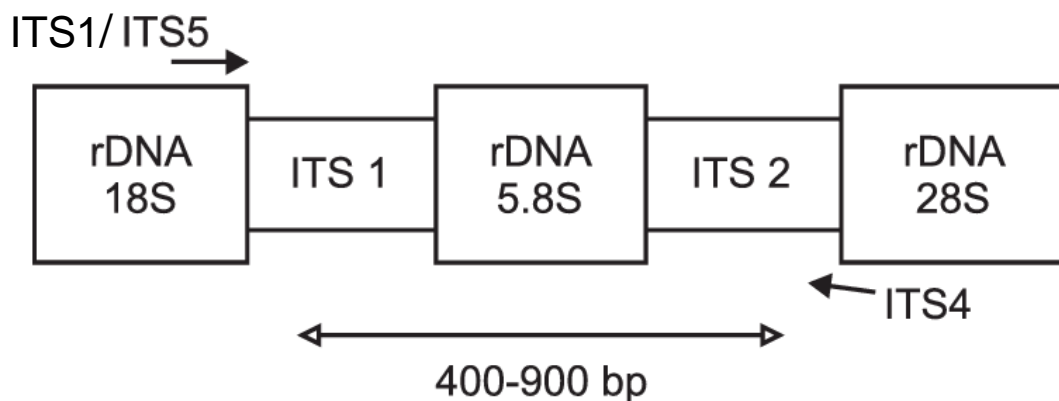 ITS1/ ITS5
rDNA
18S
ITS 1
rDNA
5.8S
ITS 2
rDNA
28S
ITS4
400-900 bp